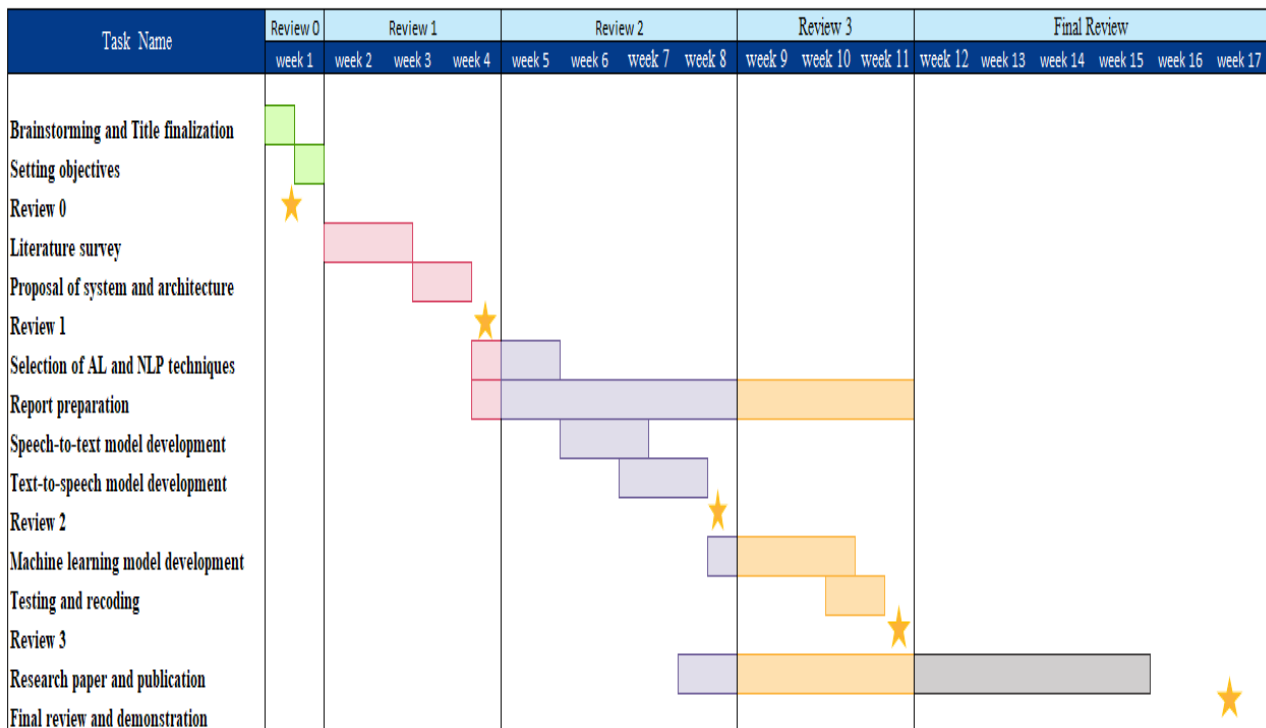 Task Name
Review 0 Review 1 Review 2 Review 3 Final Review
week 1 week 2 week 3 week 4 week 5 week 6 week 7 week 8 week 9 week 10 week 11 week 12 week 13 week 14 week 15 week 16 week 17
Brainstorming and Title finalization
Setting objectives
Review 0
Literature survey
Proposal of system and architecture
Review 1
Selection of AL and NLP techniques
Report preparation
Speech-to-text model development
Text-to-speech model development
Review 2
Machine learning model development
Testing and recoding
Review 3
Research paper and publication
Final review and demonstration